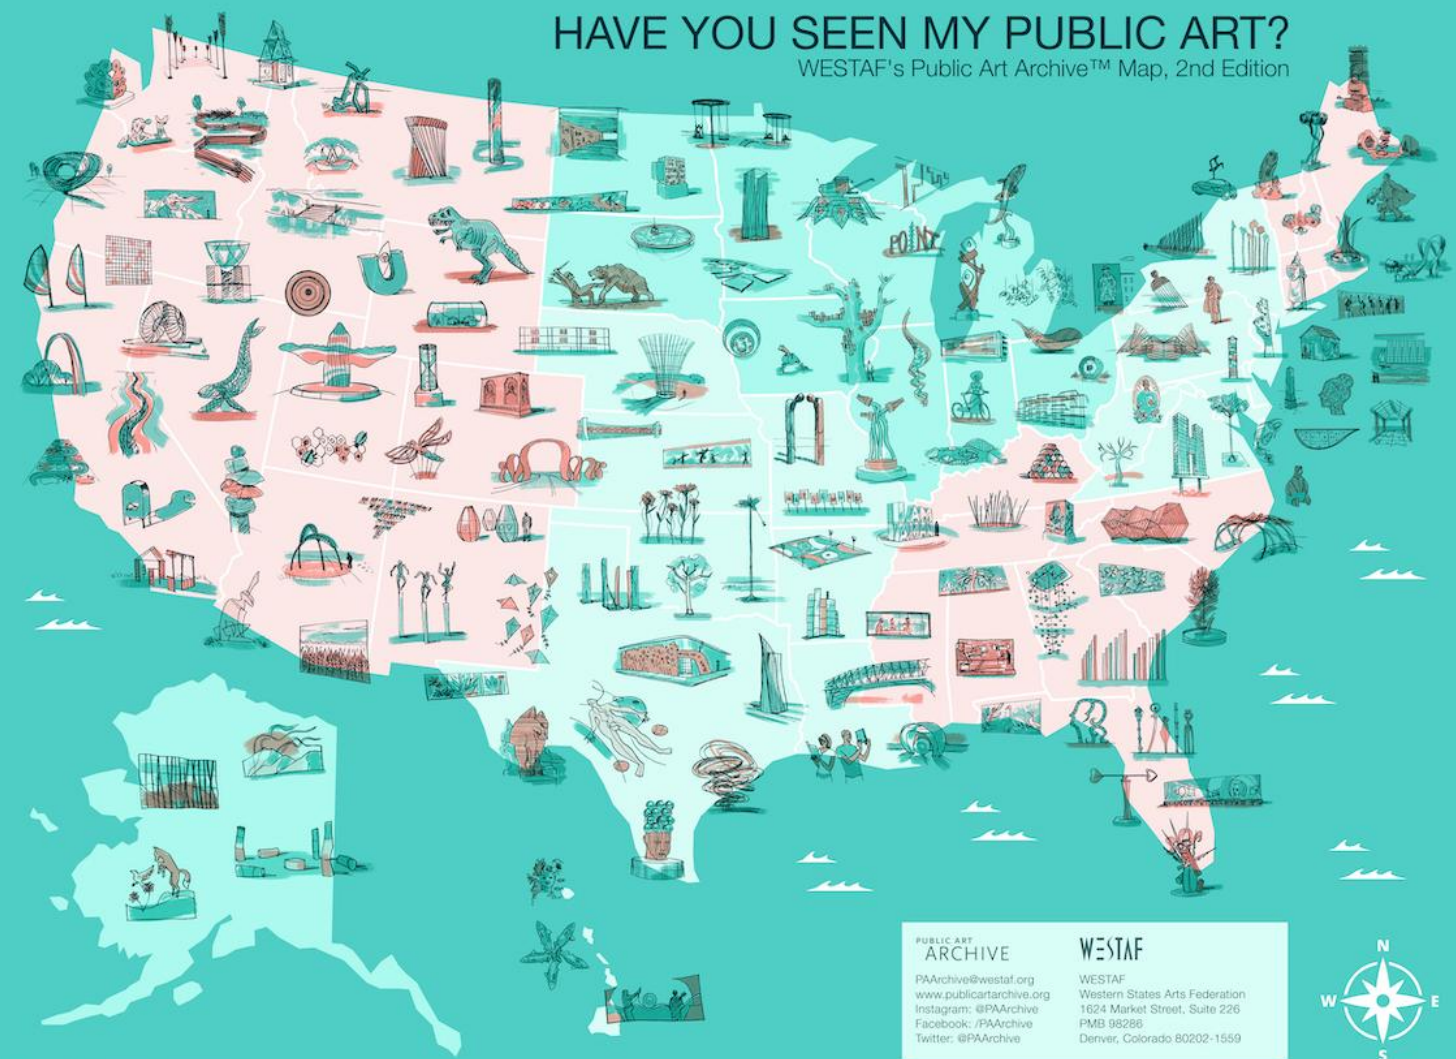 HAVE YOU SEEN MY PUBLIC ART?
WESTAF's Public Art Archive™ Map, 2nd Edition
POINT
PUBLIC ART
ARCHIVE
PAArchive@westaf.org
www.publicartarchive.org
Instagram: @PAArchive
Facebook: /PAArchive
Twitter: @PAArchive
WESTAF
WESTAF
Western States Arts Federation
1624 Market Street, Suite 226
PMB 98286
Denver, Colorado 80202-1559
N
W
E
S